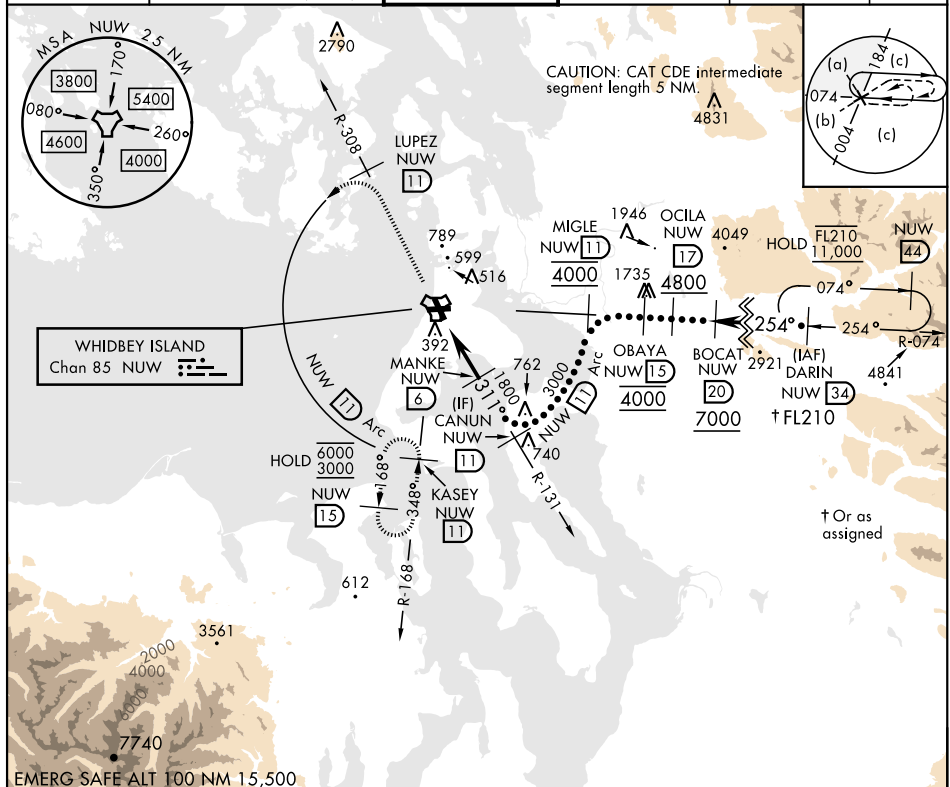 MSA NUW 25 NM
170°
3800
5400
080°
260°
4600
4000
350°
2790
R-308
LUPEZ
NUW
11
CAUTION: CAT CDE intermediate
segment length 5 NM.
4831
184
(a)
(c)
074
(b)
(c)
004
789
599
516
392
MIGLE
NUW 11
4000
1946
1735
OCILA
NUW
17
4800
4049
HOLD
FL210
11,000
NUW
44
074°
254°
254°
R-074
WHIDBEY ISLAND
Chan 85 NUW
MANKE
NUW
6
762
311°
1800
3000
NUW 11 Arc
OBAYA
NUW 15
4000
BOCAT
NUW
20
7000
2921
(IAF)
DARIN
NUW 34
† FL210
4841
NUW 11 Arc
(IF)
CANUN
NUW
11
740
HOLD
6000
3000
168°
348°
NUW
15
KASEY
NUW
11
R-131
† Or as
assigned
612
R-168
3561
2000
4000
6000
7740
EMERG SAFE ALT 100 NM 15,500